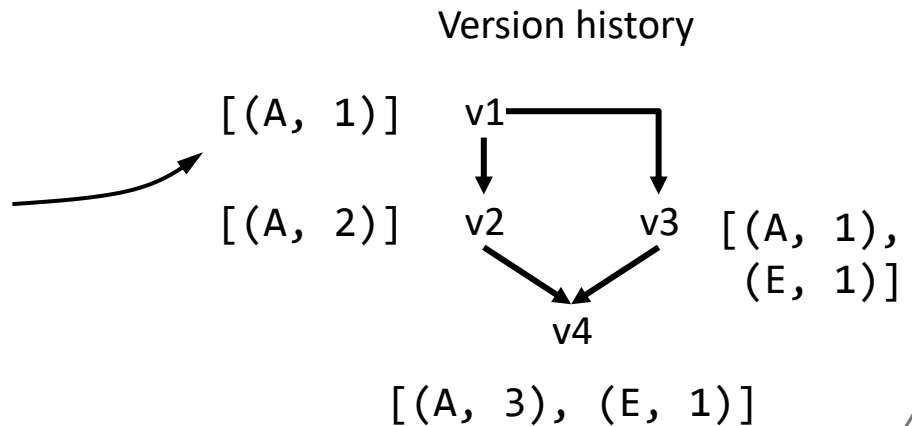 Version history
[(A, 1)] v1
[(A, 2)] v2 v3 [(A, 1),
(E, 1)]
v4
[(A, 3), (E, 1)]